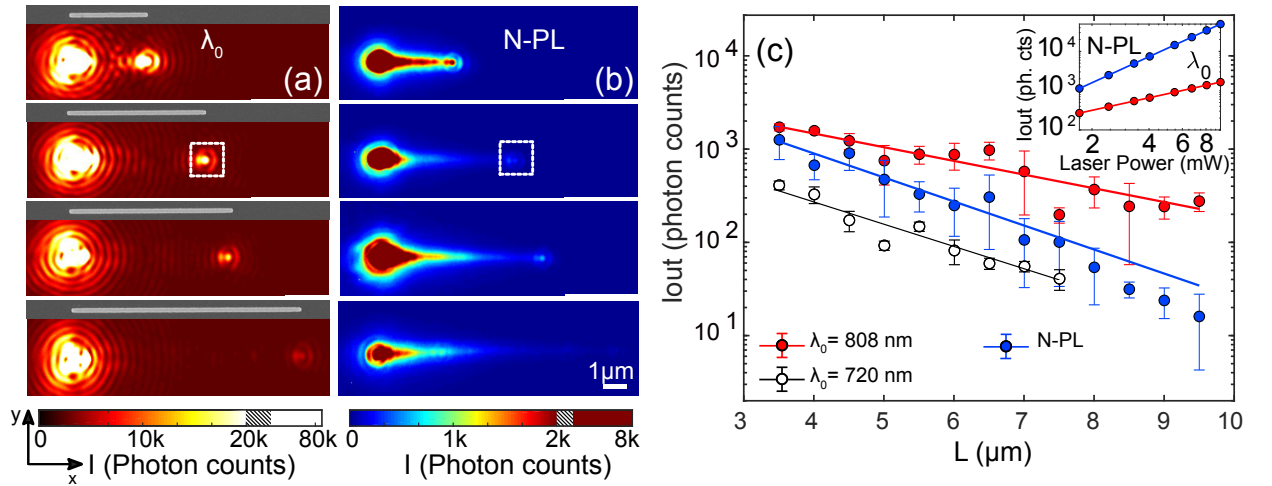 λ0
(a)
N-PL
(b)
1μm
y
x
0 10k 20k 80k
I (Photon counts)
0 1k 2k 8k
I (Photon counts)
(c)
Iout (photon counts)
10^4
10^3
10^2
10^1
3 4 5 6 7 8 9 10
L (μm)
λ0= 808 nm
λ0= 720 nm
N-PL
Iout (ph. cts)
10^4
10^3
10^2
N-PL
λ0
2 4 6 8
Laser Power (mW)